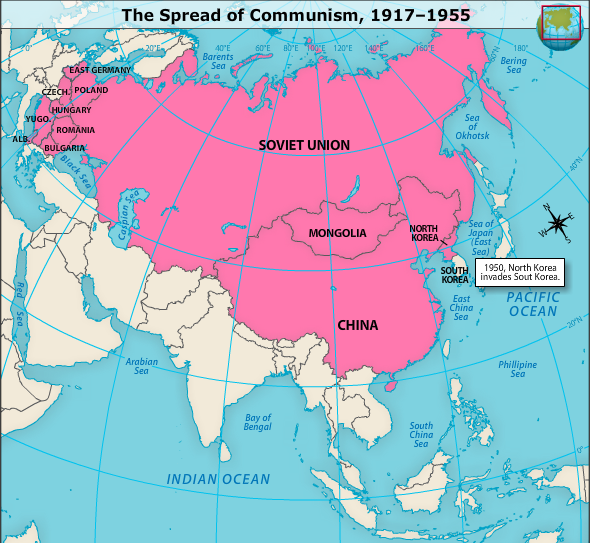 The Spread of Communism, 1917–1955
0°
20°E
40°E
60°E
80°E
100°E
120°E
140°E
160°E
180°
Barents
Sea
Bering
Sea
EAST GERMANY
CZECH.
POLAND
HUNGARY
YUGO.
ROMANIA
ALB.
BULGARIA
Black Sea
Caspian Sea
SOVIET UNION
Sea
of
Okhotsk
40°N
N
E
W
S
MONGOLIA
NORTH
KOREA
Sea of
Japan
(East
Sea)
SOUTH
KOREA
1950, North Korea
invades Sout Korea.
Red Sea
CHINA
East
China
Sea
PACIFIC
OCEAN
20°N
Arabian
Sea
Phillipine
Sea
Bay of
Bengal
South
China
Sea
0°
INDIAN OCEAN